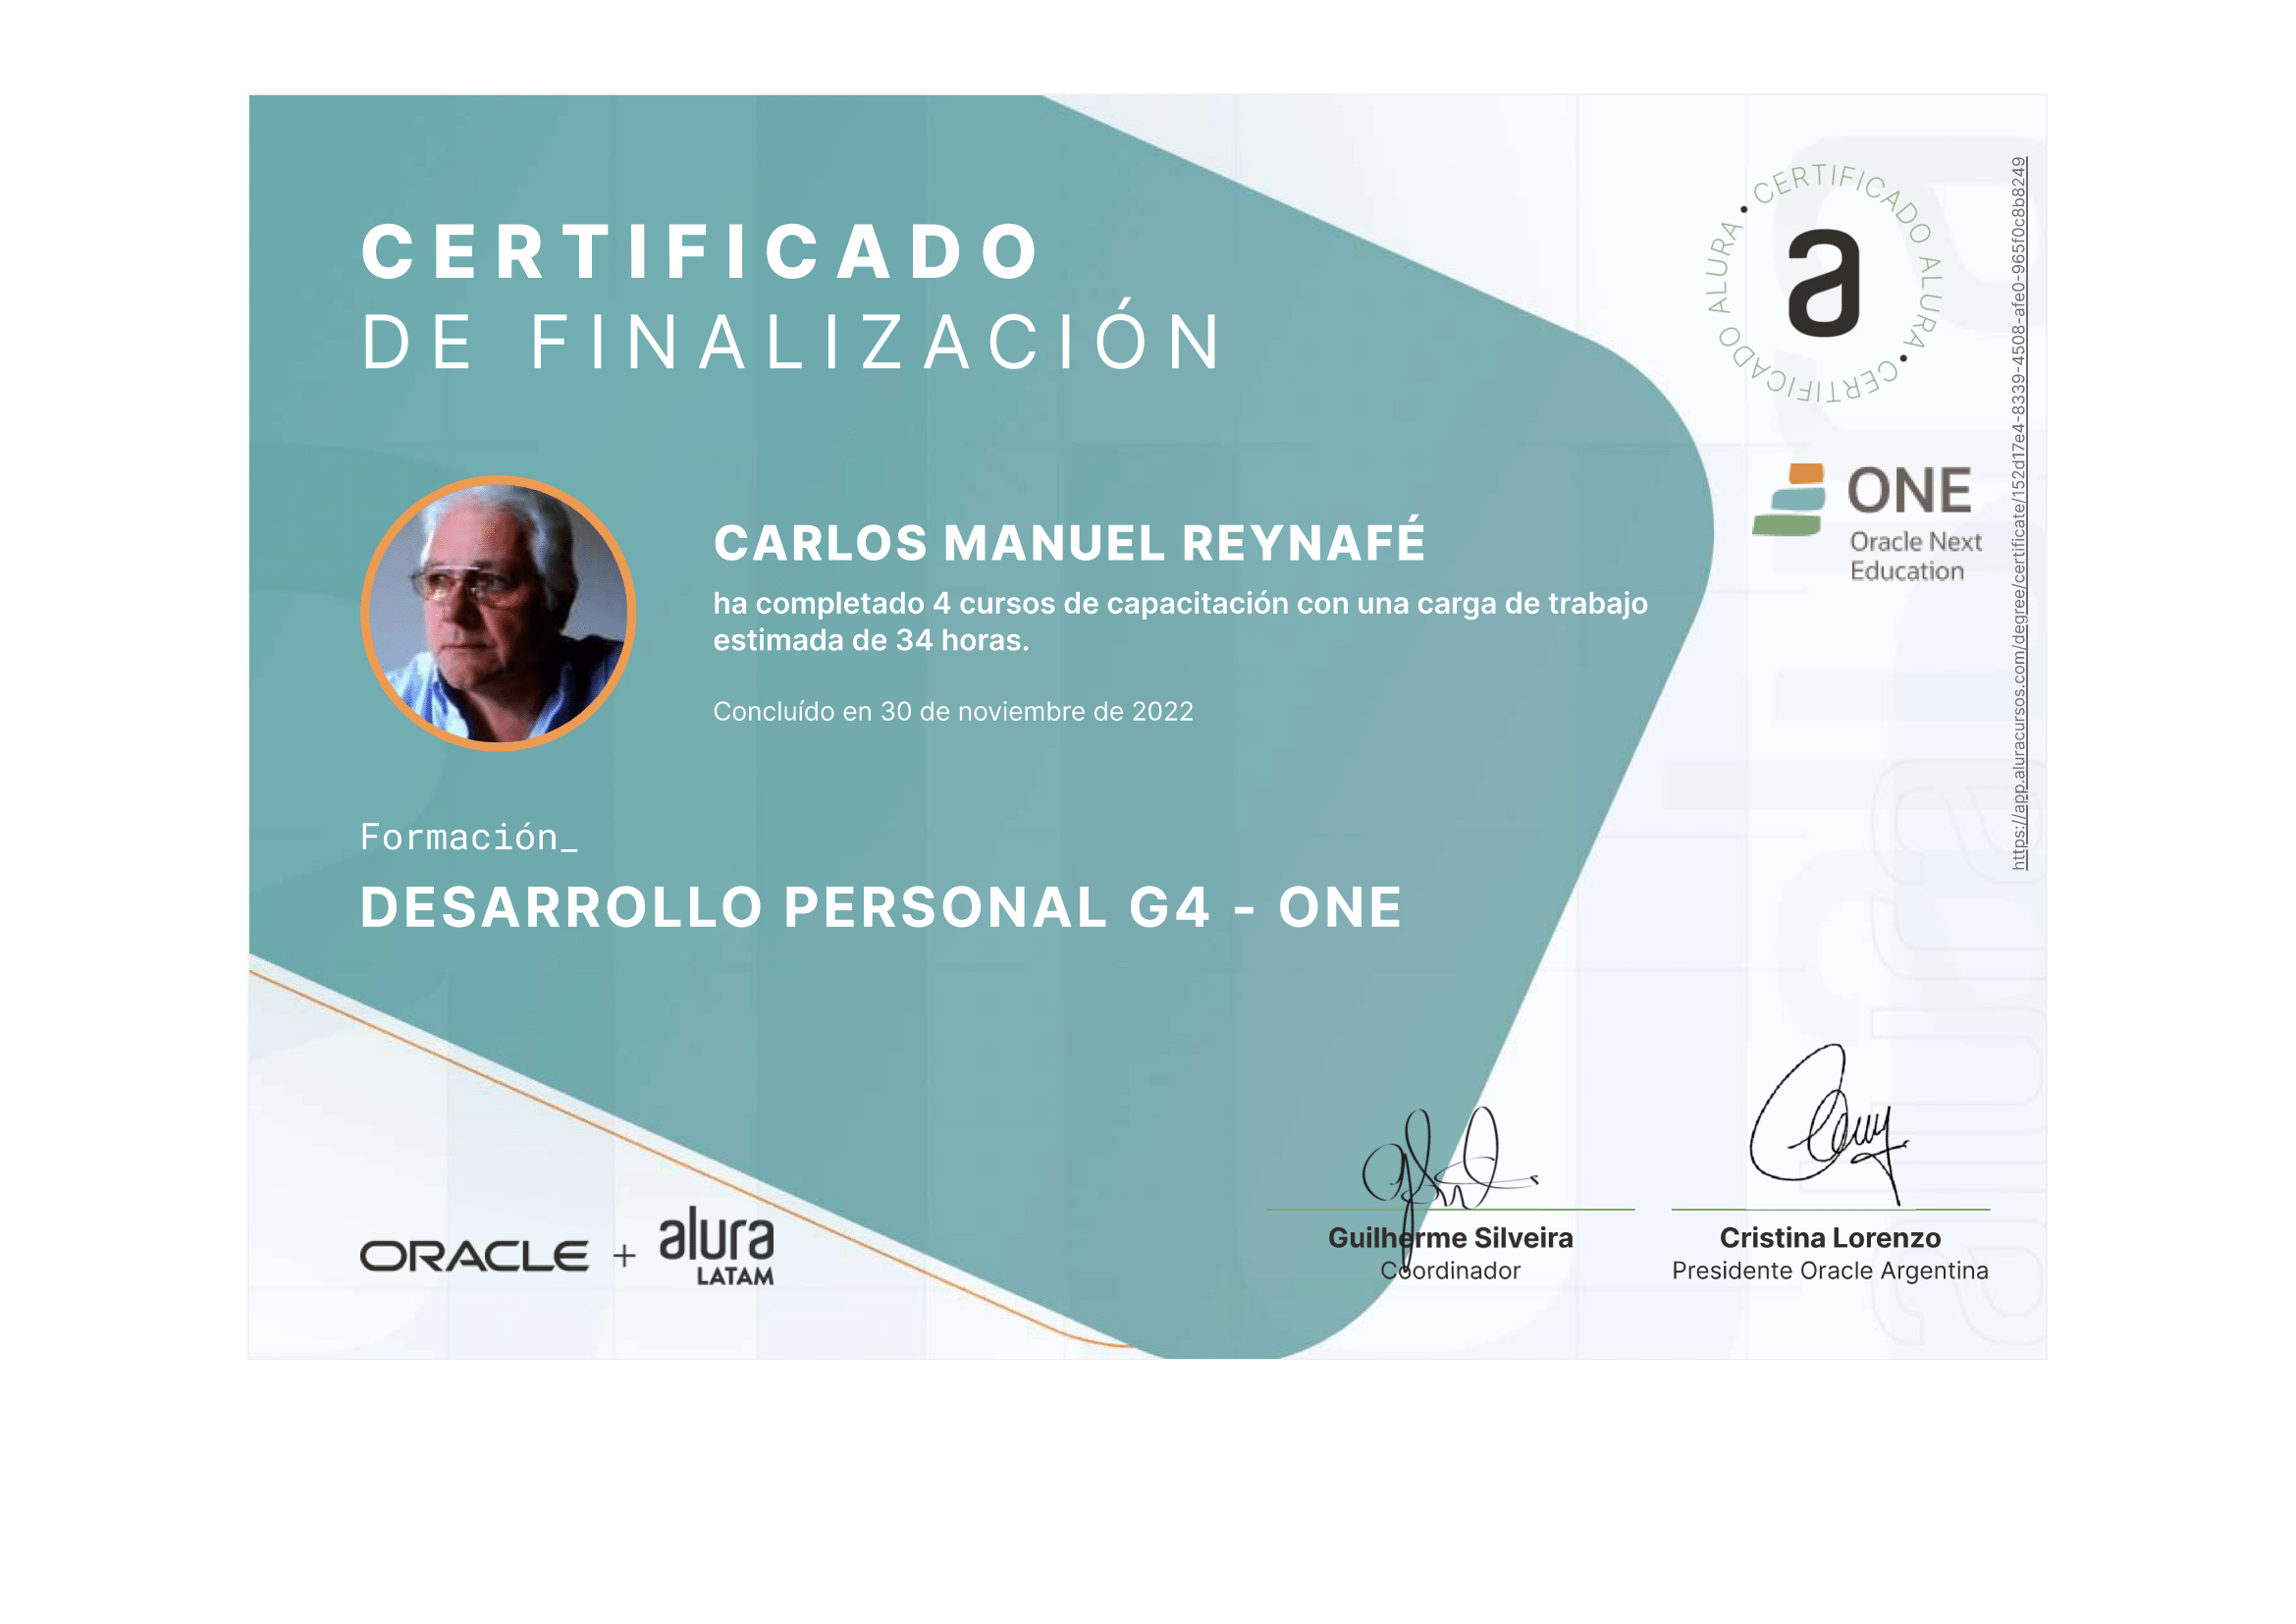 CERTIFICADO
DE FINALIZACIÓN
CARLOS MANUEL REYNAFÉ
ha completado 4 cursos de capacitación con una carga de trabajo
estimada de 34 horas.
Concluído en 30 de noviembre de 2022
Formación_
DESARROLLO PERSONAL G4 - ONE
ORACLE + alura
LATAM
Guilherme Silveira
Coordinador
Cristina Lorenzo
Presidente Oracle Argentina
CERTIFICADO ALURA • CERTIFICADO ALURA •
a
ONE
Oracle Next
Education
https://app.aluracursos.com/degree/certificate/152d17e4-8339-4508-afe0-965f0c8b8249
alura